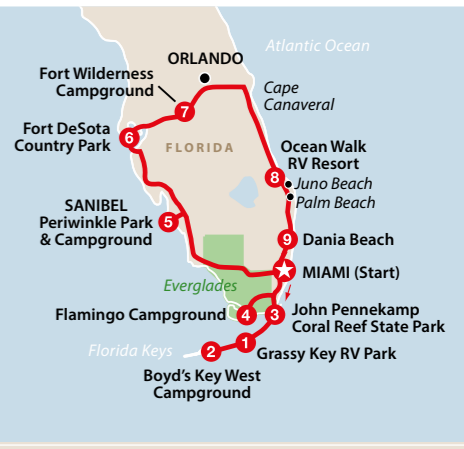 Atlantic Ocean
ORLANDO
Fort Wilderness
Campground
Cape
Canaveral
7
Fort DeSota
Country Park
6
FLORIDA
Ocean Walk
RV Resort
8
Juno Beach
Palm Beach
SANIBEL
Periwinkle Park
& Campground
5
9
Dania Beach
MIAMI (Start)
Everglades
Flamingo Campground
4
3
John Pennekamp
Coral Reef State Park
Florida Keys
2
1
Grassy Key RV Park
Boyd's Key West
Campground